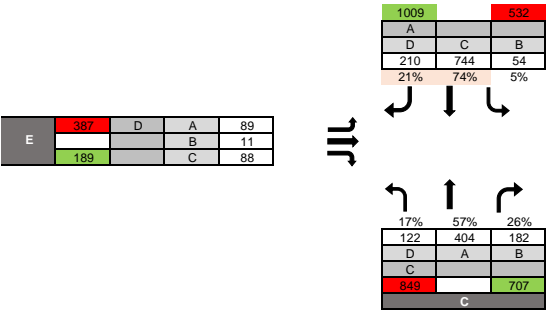 1009 532
A
D C B
210 744 54
21% 74% 5%
387 D A 89
E B 11
189 C 88
17% 57% 26%
122 404 182
D A B
C
849 707
C